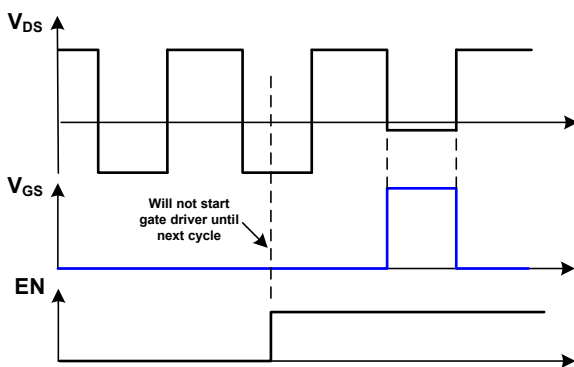 VDS
VGS
Will not start
gate driver until
next cycle
EN